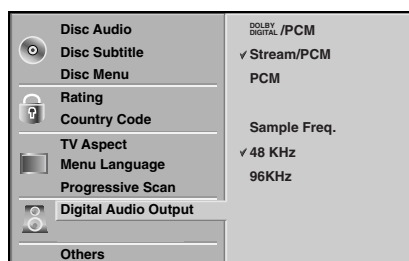 Disc Audio
Disc Subtitle
Disc Menu
Rating
Country Code
TV Aspect
Menu Language
Progressive Scan
Digital Audio Output
Others
DOLBY DIGITAL /PCM
Stream/PCM
PCM
Sample Freq.
48 KHz
96KHz